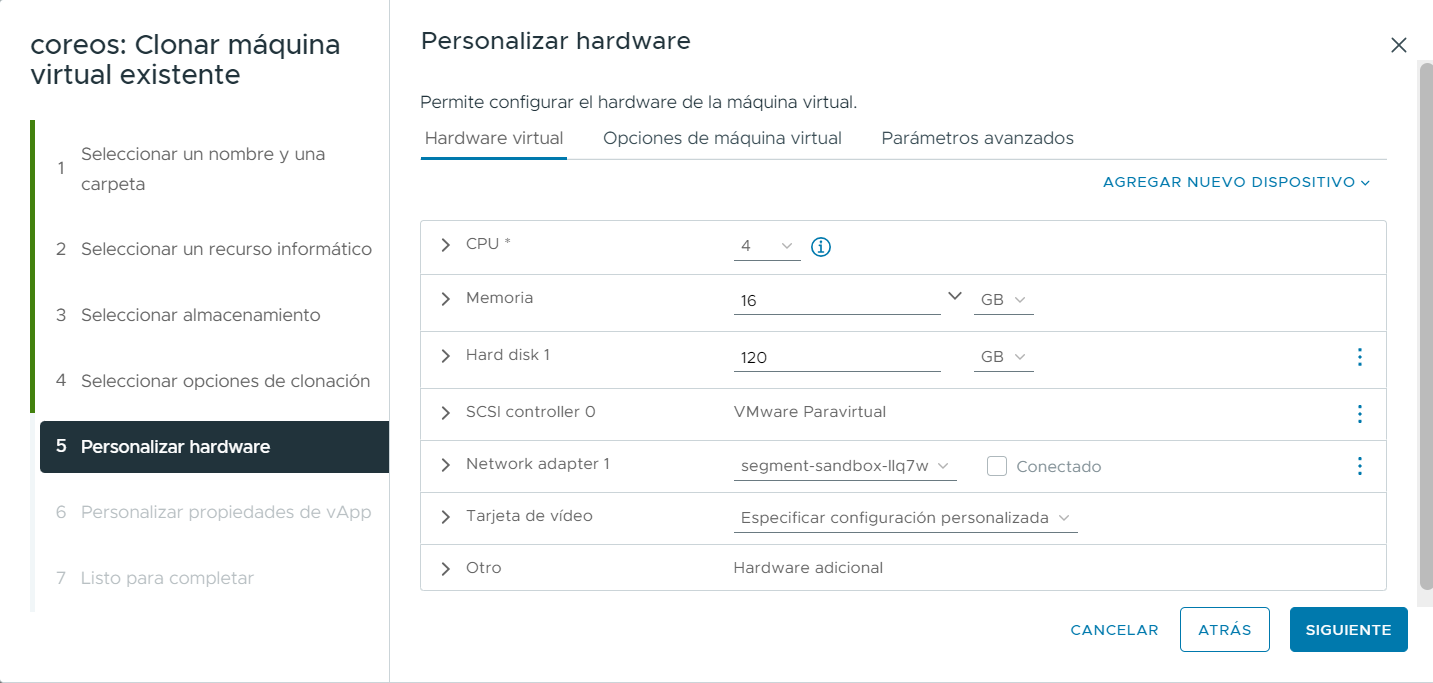 coreos: Clonar máquina
virtual existente
1 Seleccionar un nombre y una
carpeta
2 Seleccionar un recurso informático
3 Seleccionar almacenamiento
4 Seleccionar opciones de clonación
5 Personalizar hardware
6 Personalizar propiedades de vApp
7 Listo para completar
Personalizar hardware
Permite configurar el hardware de la máquina virtual.
Hardware virtual Opciones de máquina virtual Parámetros avanzados
AGREGAR NUEVO DISPOSITIVO
CPU * 4
Memoria 16 GB
Hard disk 1 120 GB
SCSI controller 0 VMware Paravirtual
Network adapter 1 segment-sandbox-llq7w Conectado
Tarjeta de vídeo Especificar configuración personalizada
Otro Hardware adicional
CANCELAR ATRÁS SIGUIENTE